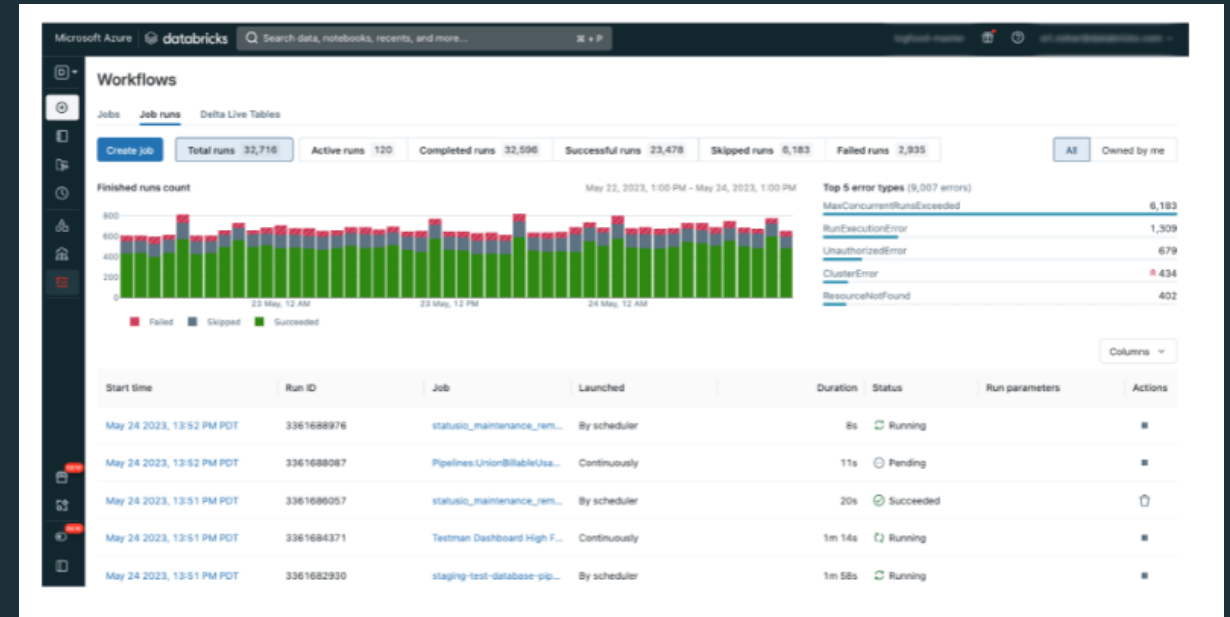 Microsoft Azure databricks Search data, notebooks, recents, and more... ⌘ + P
D
Workflows
Jobs Job runs Delta Live Tables
Create job Total runs 32,716 Active runs 120 Completed runs 32,596 Successful runs 23,478 Skipped runs 6,183 Failed runs 2,935 All Owned by me
Finished runs count May 22, 2023, 1:00 PM - May 24, 2023, 1:00 PM Top 5 error types (9,007 errors)
MaxConcurrentRunsExceeded 6,183
RunExecutionError 1,309
UnauthorizedError 679
ClusterError 434
ResourceNotFound 402
800
600
400
200
0
23 May, 12 AM 23 May, 12 PM 24 May, 12 AM
Failed Skipped Succeeded
Columns
Start time Run ID Job Launched Duration Status Run parameters Actions
May 24 2023, 13:52 PM PDT 3361688976 statusio_maintenance_rem... By scheduler 8s Running
May 24 2023, 13:52 PM PDT 3361688087 Pipelines:UnionBillableUsa... Continuously 11s Pending
May 24 2023, 13:51 PM PDT 3361686057 statusio_maintenance_rem... By scheduler 20s Succeeded
May 24 2023, 13:51 PM PDT 3361684371 Testman Dashboard High F... Continuously 1m 14s Running
May 24 2023, 13:51 PM PDT 3361682930 staging-test-database-pip... By scheduler 1m 58s Running
NEW
NEW